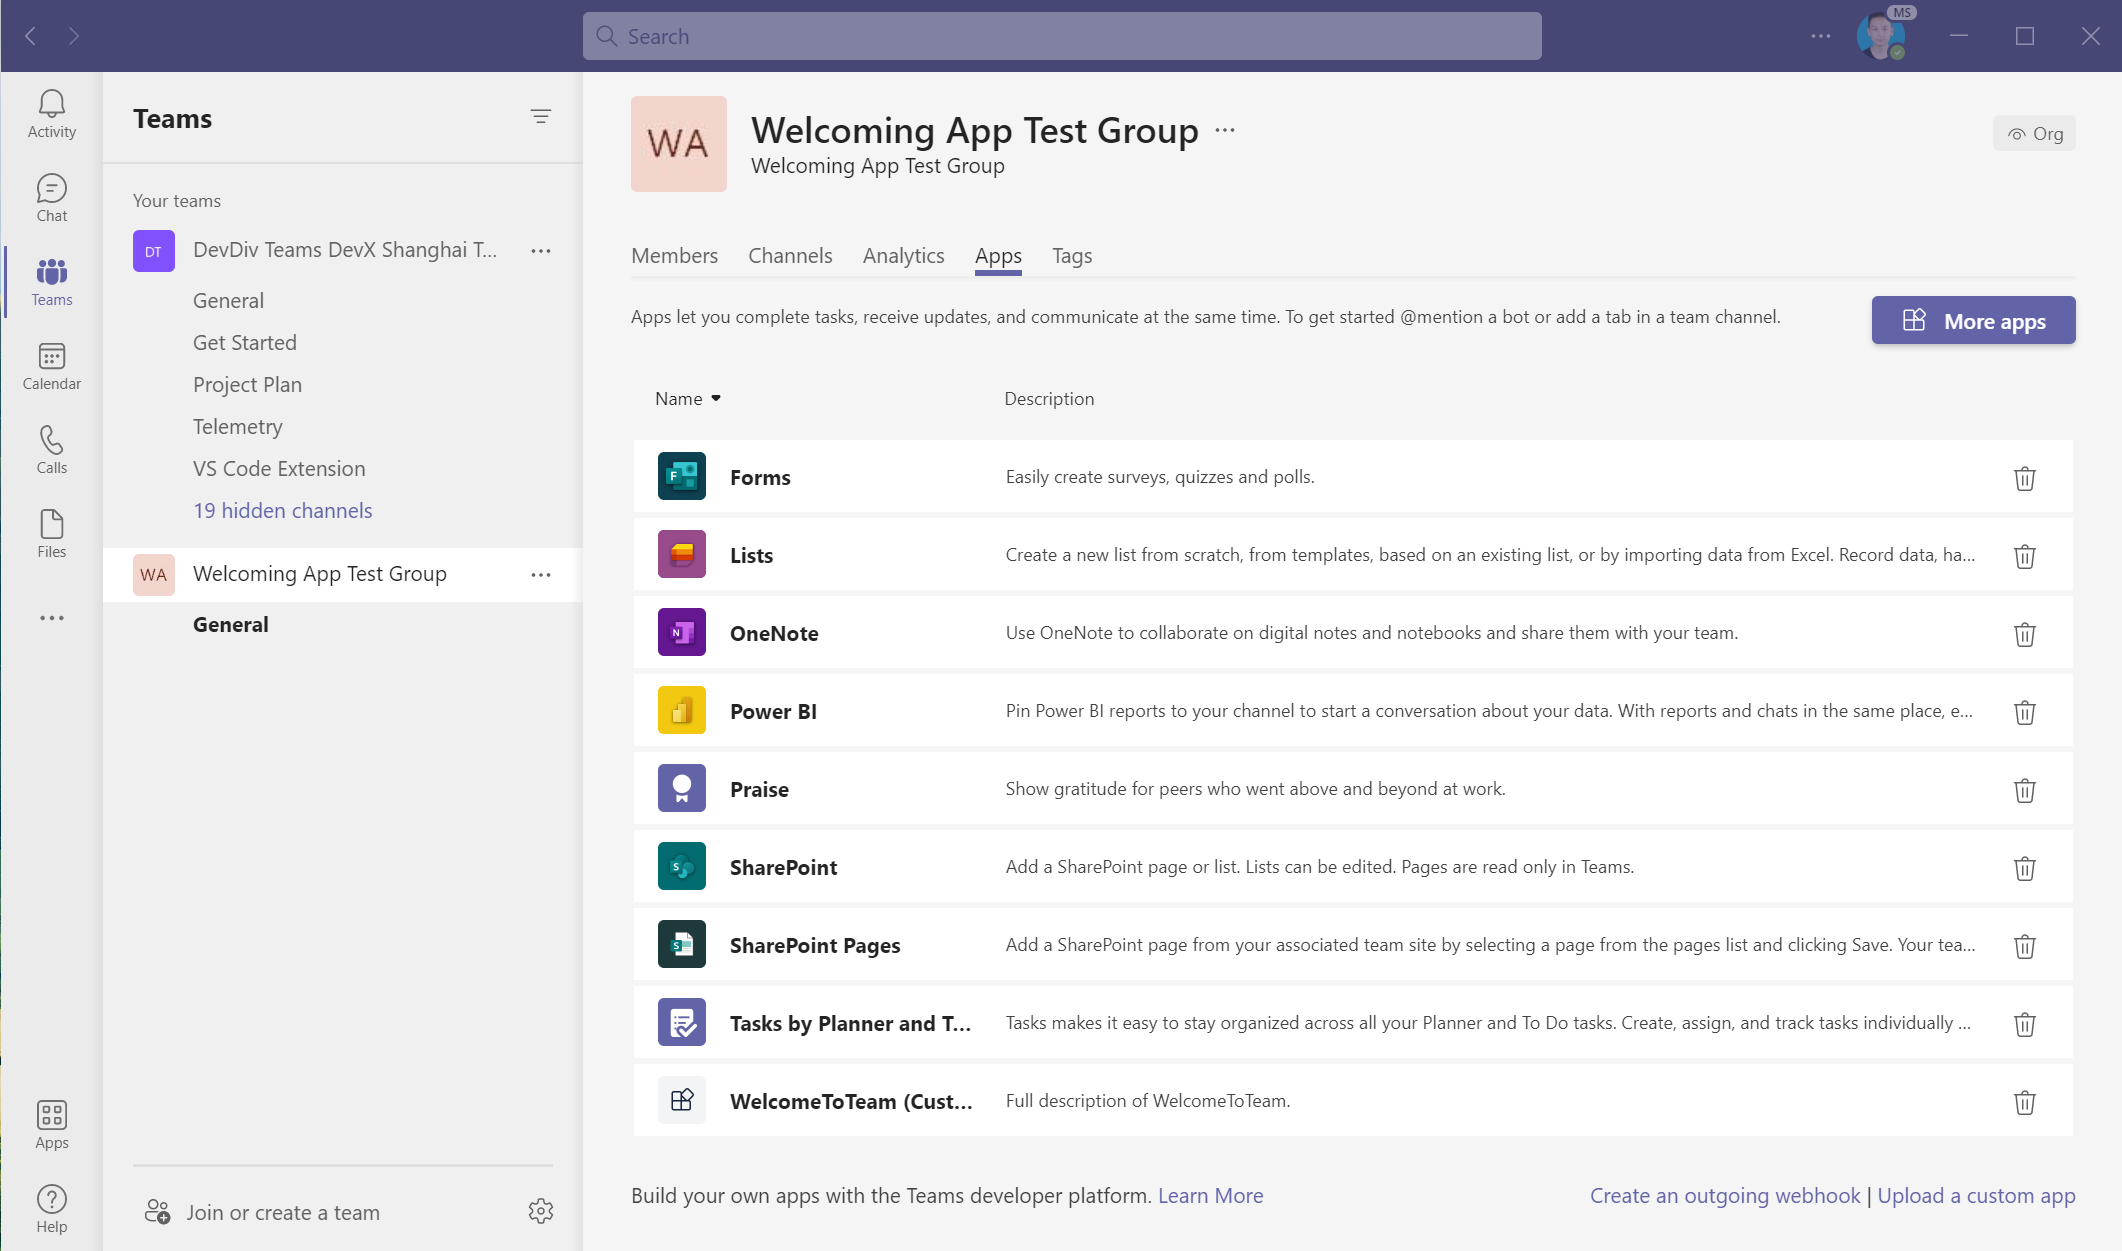 Search
MS
Activity
Chat
Teams
Calendar
Calls
Files
Apps
Help
Teams
Your teams
DT DevDiv Teams DevX Shanghai T...
General
Get Started
Project Plan
Telemetry
VS Code Extension
19 hidden channels
WA Welcoming App Test Group
General
Join or create a team
WA
Welcoming App Test Group
Welcoming App Test Group
Org
Members Channels Analytics Apps Tags
Apps let you complete tasks, receive updates, and communicate at the same time. To get started @mention a bot or add a tab in a team channel.
More apps
Name Description
F Forms Easily create surveys, quizzes and polls.
Lists Create a new list from scratch, from templates, based on an existing list, or by importing data from Excel. Record data, ha...
N OneNote Use OneNote to collaborate on digital notes and notebooks and share them with your team.
Power BI Pin Power BI reports to your channel to start a conversation about your data. With reports and chats in the same place, e...
Praise Show gratitude for peers who went above and beyond at work.
S SharePoint Add a SharePoint page or list. Lists can be edited. Pages are read only in Teams.
S SharePoint Pages Add a SharePoint page from your associated team site by selecting a page from the pages list and clicking Save. Your tea...
Tasks by Planner and T... Tasks makes it easy to stay organized across all your Planner and To Do tasks. Create, assign, and track tasks individually ...
WelcomeToTeam (Cust... Full description of WelcomeToTeam.
Build your own apps with the Teams developer platform. Learn More
Create an outgoing webhook | Upload a custom app